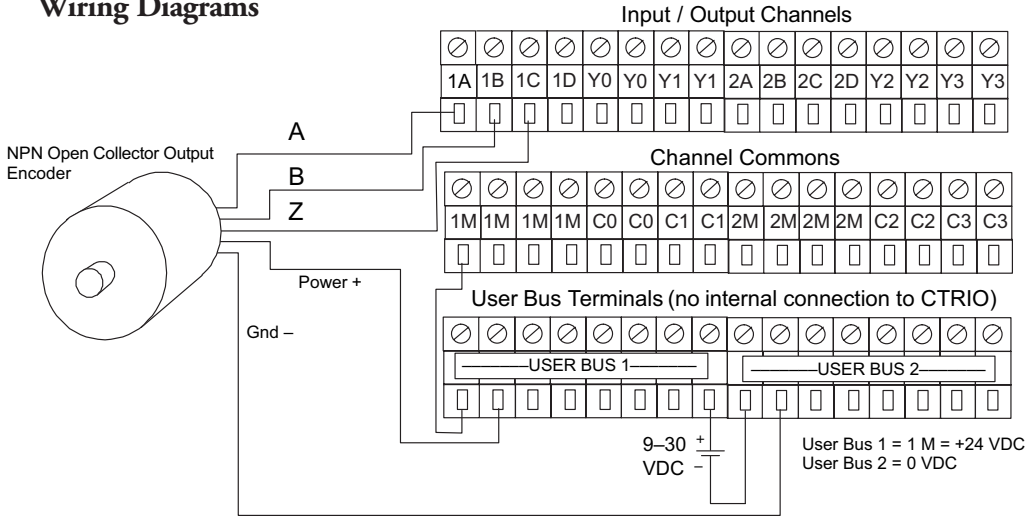 Wiring Diagrams
Input / Output Channels
1A 1B 1C 1D Y0 Y0 Y1 Y1 2A 2B 2C 2D Y2 Y2 Y3 Y3
A
NPN Open Collector Output
Encoder
Channel Commons
B
Z
1M 1M 1M 1M C0 C0 C1 C1 2M 2M 2M 2M C2 C2 C3 C3
Power +
User Bus Terminals (no internal connection to CTRIO)
Gnd –
USER BUS 1
USER BUS 2
9–30 +
VDC –
User Bus 1 = 1 M = +24 VDC
User Bus 2 = 0 VDC